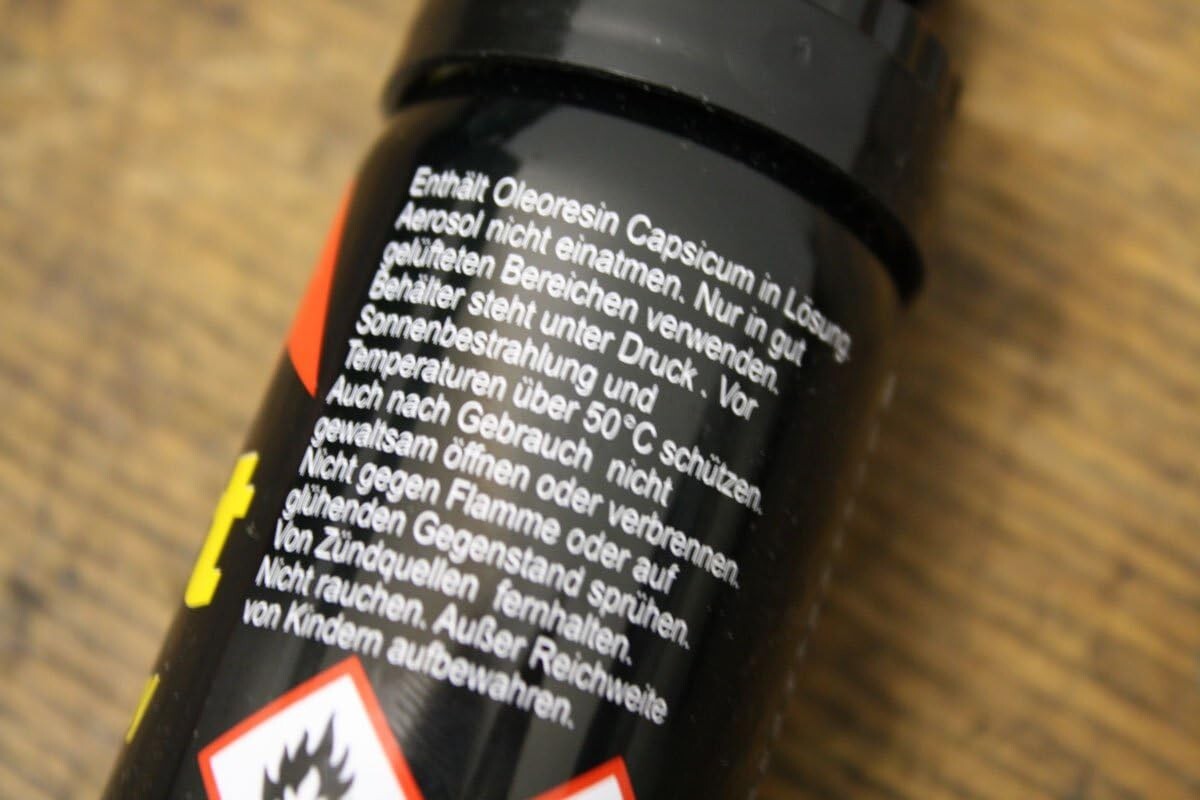 Enthält Oleoresin Capsicum in Lösung.
Aerosol nicht einatmen. Nur in gut
gelüfteten Bereichen verwenden.
Behälter steht unter Druck . Vor
Sonnenbestrahlung und
Temperaturen über 50°C schützen.
Auch nach Gebrauch nicht
gewaltsam öffnen oder verbrennen.
Nicht gegen Flamme oder auf
glühenden Gegenstand sprühen.
Von Zündquellen fernhalten.
Nicht rauchen. Außer Reichweite
von Kindern aufbewahren.
t